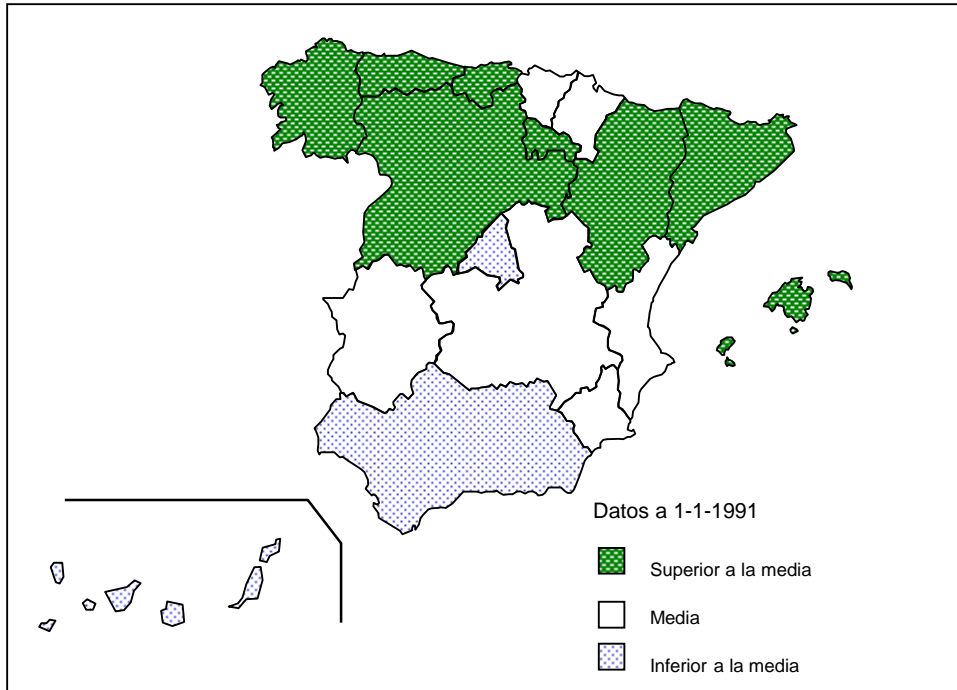 Datos a 1-1-1991
Superior a la media
Media
Inferior a la media